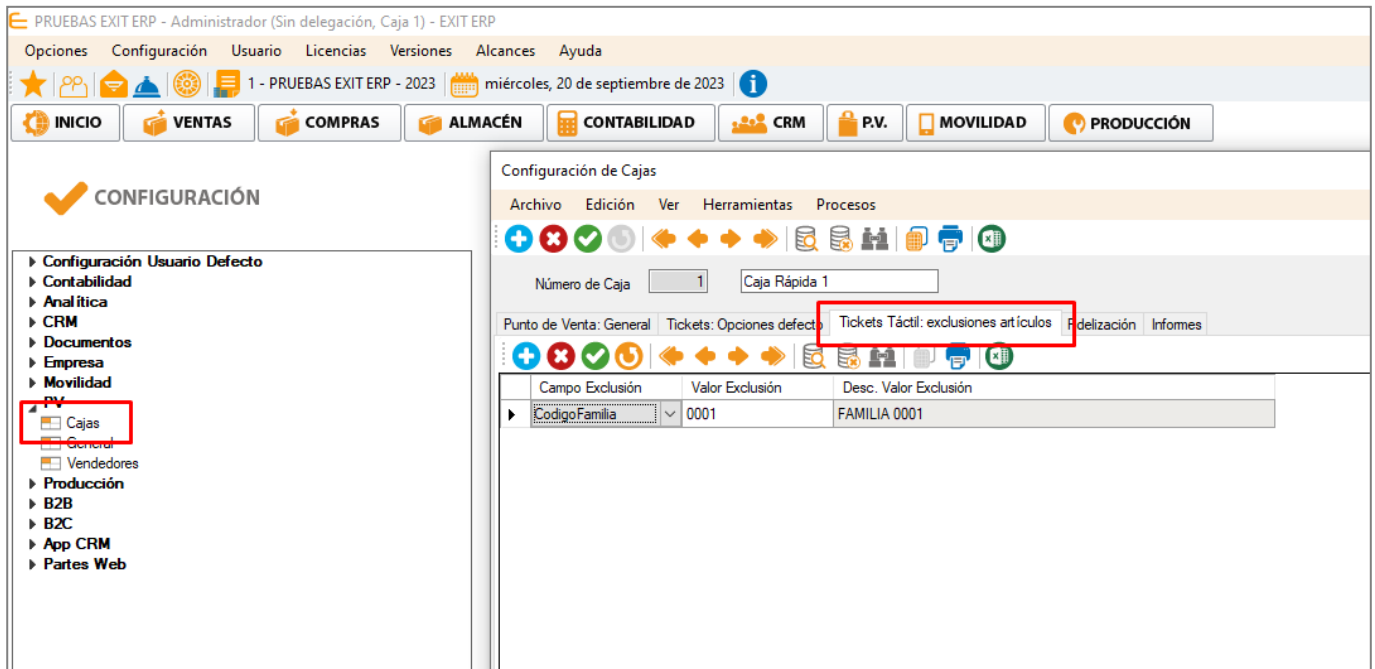 PRUEBAS EXIT ERP - Administrador (Sin delegación, Caja 1) - EXIT ERP
Opciones Configuración Usuario Licencias Versiones Alcances Ayuda
1 - PRUEBAS EXIT ERP - 2023 miércoles, 20 de septiembre de 2023
INICIO VENTAS COMPRAS ALMACÉN CONTABILIDAD CRM P.V. MOVILIDAD PRODUCCIÓN
CONFIGURACIÓN
Configuración Usuario Defecto
Contabilidad
Analítica
CRM
Documentos
Empresa
Movilidad
PV
Cajas
General
Vendedores
Producción
B2B
B2C
App CRM
Partes Web
Configuración de Cajas
Archivo Edición Ver Herramientas Procesos
Número de Caja 1 Caja Rápida 1
Punto de Venta: General Tickets: Opciones defecto Tickets Táctil: exclusiones artículos Fidelización Informes
Campo Exclusión Valor Exclusión Desc. Valor Exclusión
CodigoFamilia 0001 FAMILIA 0001